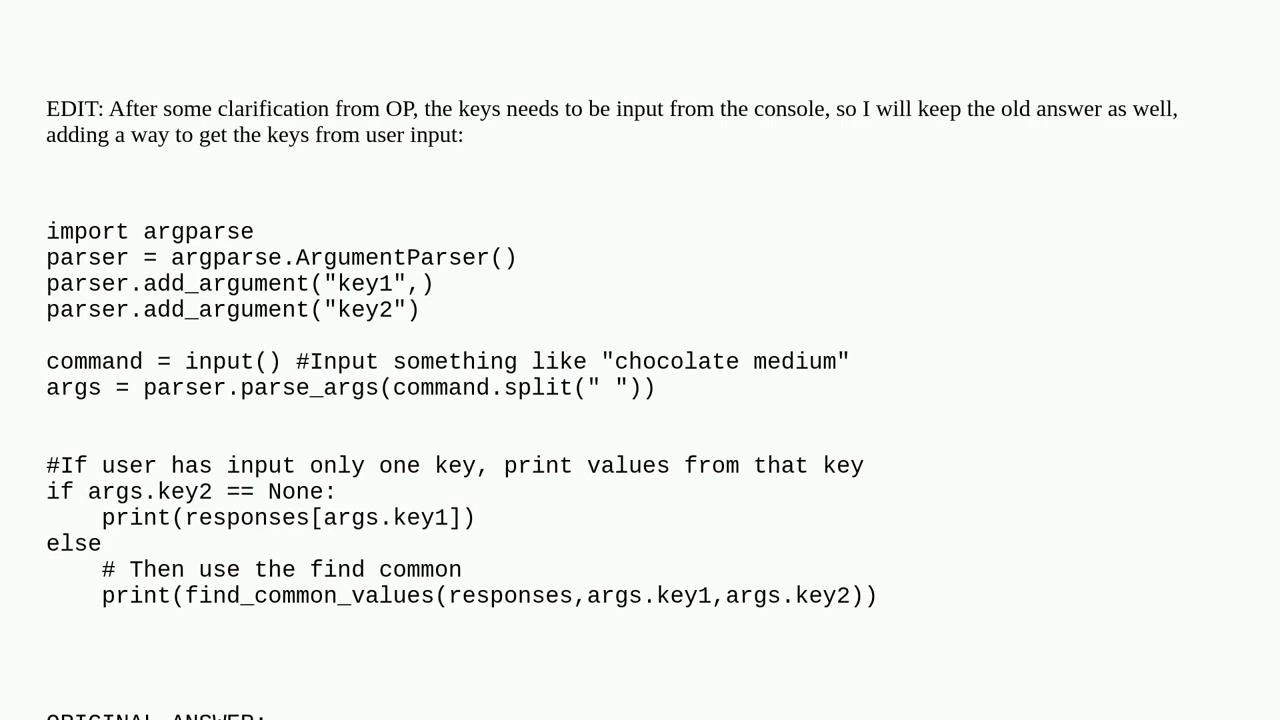 EDIT: After some clarification from OP, the keys needs to be input from the console, so I will keep the old answer as well,
adding a way to get the keys from user input:
import argparse
parser = argparse.ArgumentParser()
parser.add_argument("key1",)
parser.add_argument("key2")
command = input() #Input something like "chocolate medium"
args = parser.parse_args(command.split(" "))
#If user has input only one key, print values from that key
if args.key2 == None:
    print(responses[args.key1])
else
    # Then use the find common
    print(find_common_values(responses,args.key1,args.key2))
ORIGINAL ANSWER: